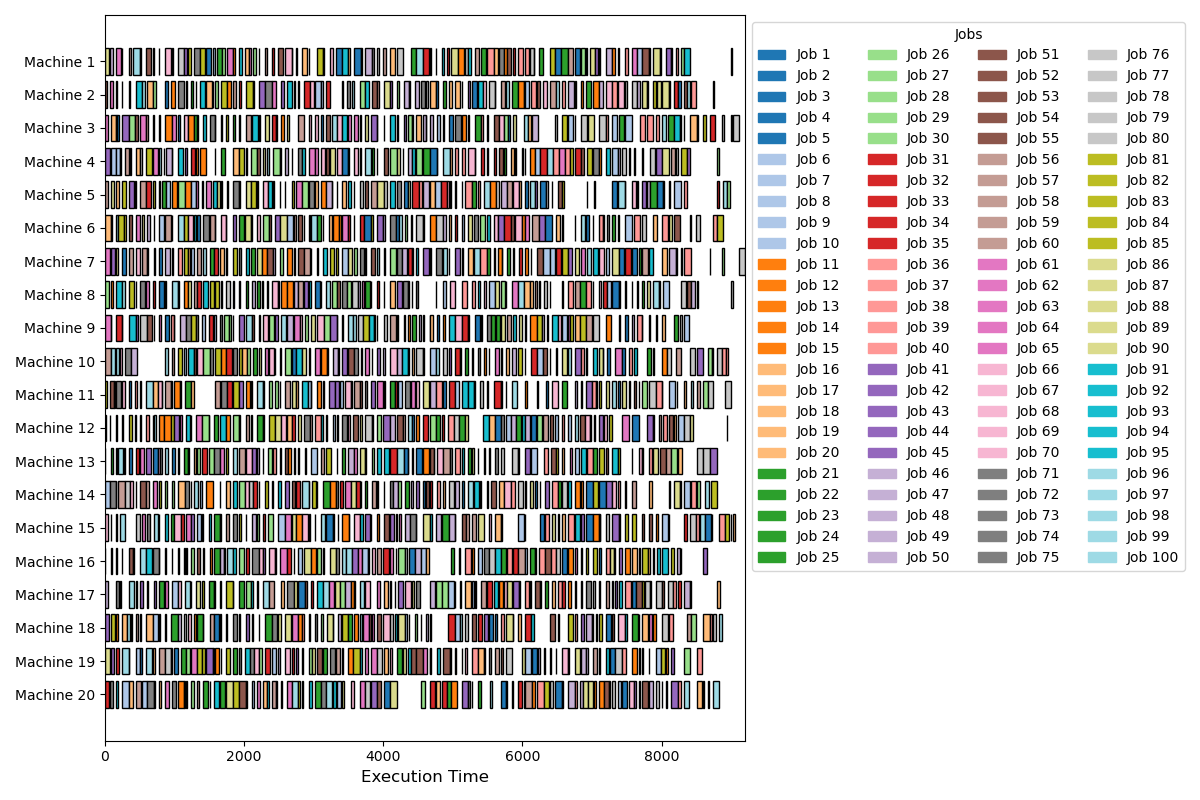 Jobs
Machine 1
Machine 2
Machine 3
Machine 4
Machine 5
Machine 6
Machine 7
Machine 8
Machine 9
Machine 10
Machine 11
Machine 12
Machine 13
Machine 14
Machine 15
Machine 16
Machine 17
Machine 18
Machine 19
Machine 20
0 2000 4000 6000 8000
Execution Time
Job 1 Job 26 Job 51 Job 76
Job 2 Job 27 Job 52 Job 77
Job 3 Job 28 Job 53 Job 78
Job 4 Job 29 Job 54 Job 79
Job 5 Job 30 Job 55 Job 80
Job 6 Job 31 Job 56 Job 81
Job 7 Job 32 Job 57 Job 82
Job 8 Job 33 Job 58 Job 83
Job 9 Job 34 Job 59 Job 84
Job 10 Job 35 Job 60 Job 85
Job 11 Job 36 Job 61 Job 86
Job 12 Job 37 Job 62 Job 87
Job 13 Job 38 Job 63 Job 88
Job 14 Job 39 Job 64 Job 89
Job 15 Job 40 Job 65 Job 90
Job 16 Job 41 Job 66 Job 91
Job 17 Job 42 Job 67 Job 92
Job 18 Job 43 Job 68 Job 93
Job 19 Job 44 Job 69 Job 94
Job 20 Job 45 Job 70 Job 95
Job 21 Job 46 Job 71 Job 96
Job 22 Job 47 Job 72 Job 97
Job 23 Job 48 Job 73 Job 98
Job 24 Job 49 Job 74 Job 99
Job 25 Job 50 Job 75 Job 100